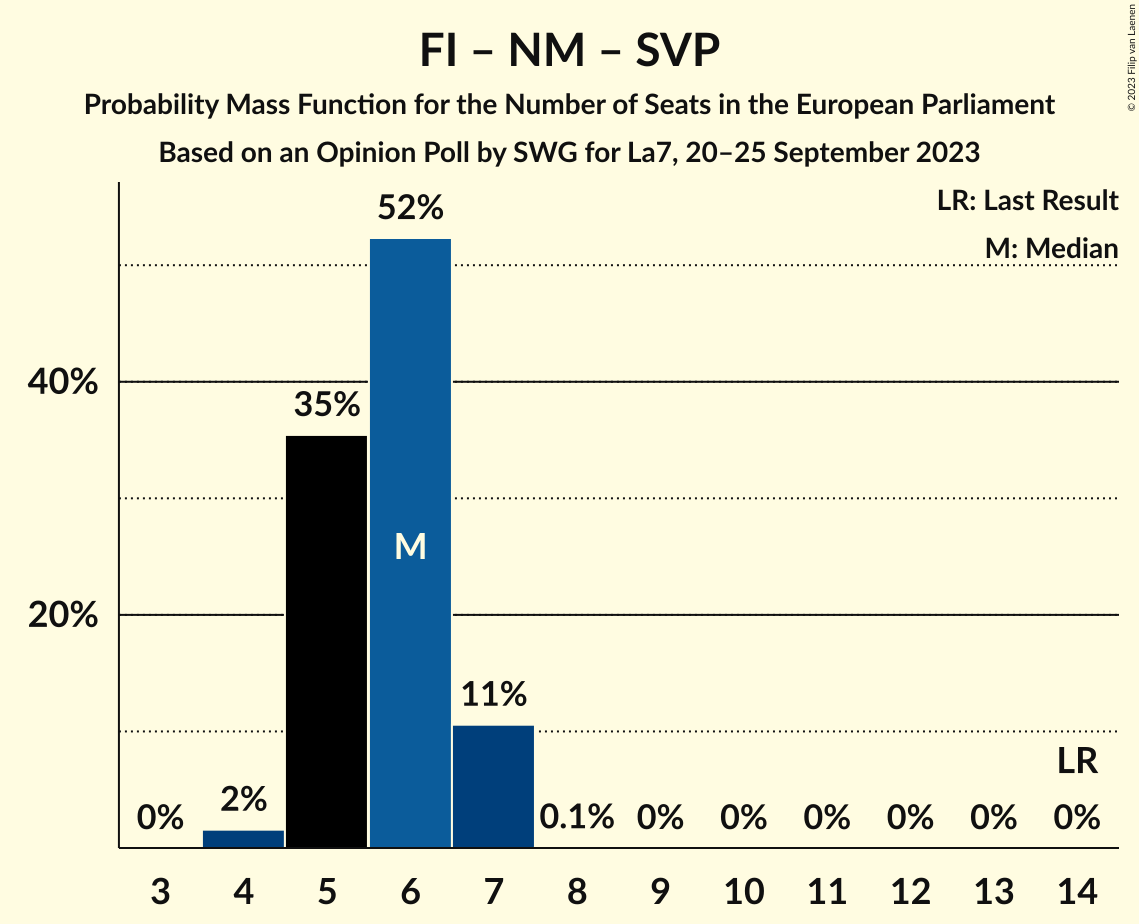 FI – NM – SVP
Probability Mass Function for the Number of Seats in the European Parliament
Based on an Opinion Poll by SWG for La7, 20–25 September 2023
© 2023 Filip van Laenen
LR: Last Result
M: Median
52%
40%
35%
M
20%
11%
LR
0% 2% 0.1% 0% 0% 0% 0% 0% 0%
3 4 5 6 7 8 9 10 11 12 13 14